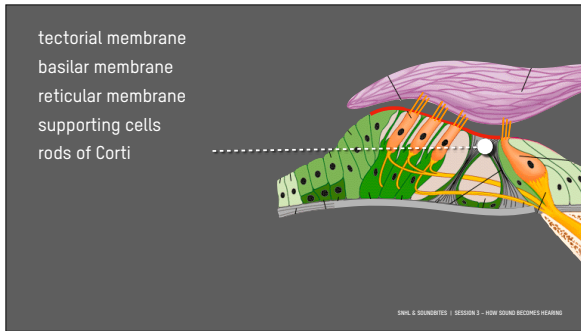 tectorial membrane
basilar membrane
reticular membrane
supporting cells
rods of Corti
SNHL & SOUNDBITES | SESSION 3 – HOW SOUND BECOMES HEARING